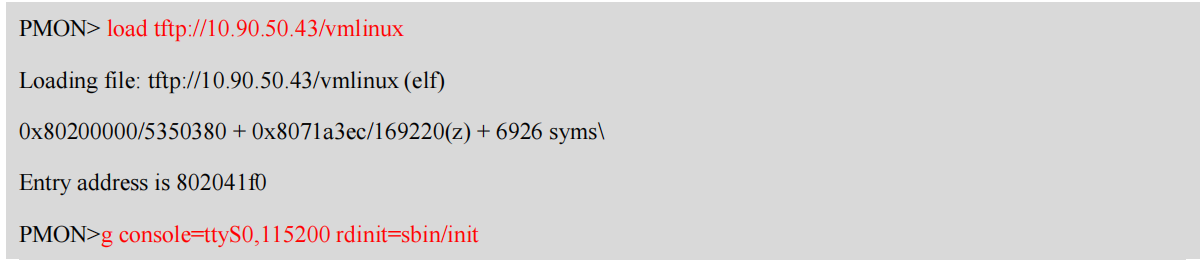 PMON> load tftp://10.90.50.43/vmlinux
Loading file: tftp://10.90.50.43/vmlinux (elf)
0x80200000/5350380 + 0x8071a3ec/169220(z) + 6926 syms\
Entry address is 802041f0
PMON>g console=ttyS0,115200 rdinit=sbin/init